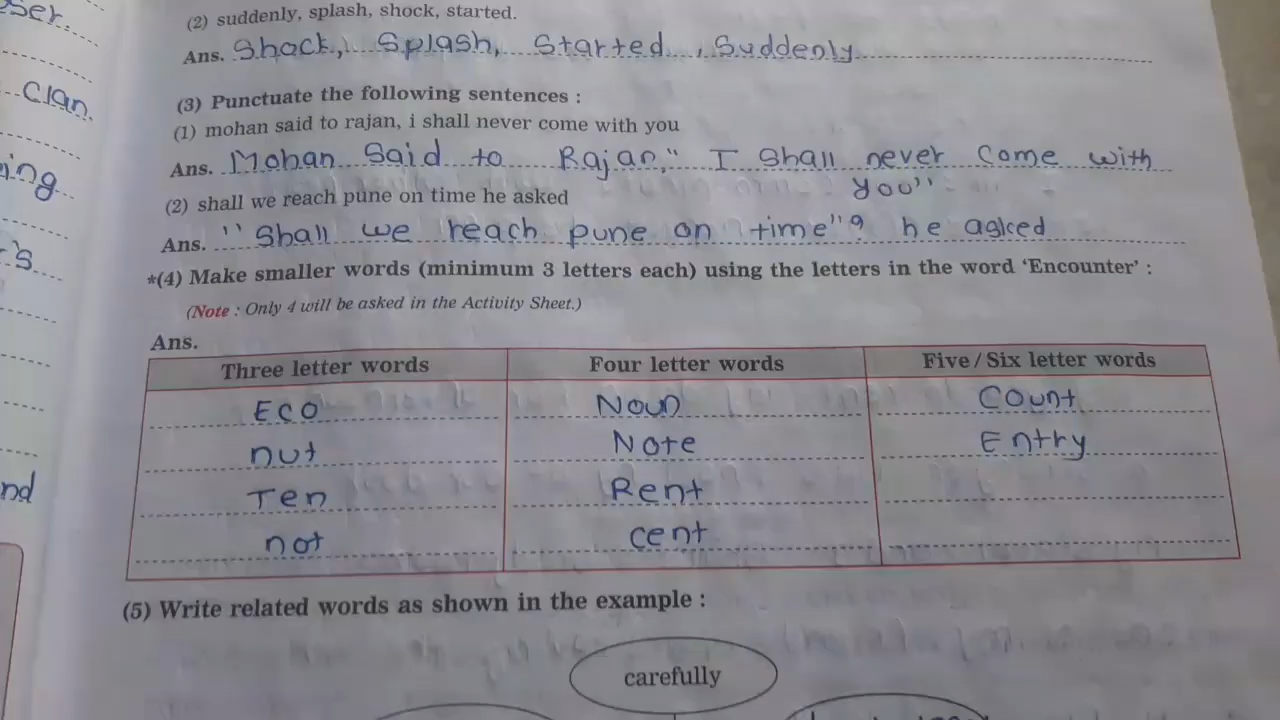 ser.
(2) suddenly, splash, shock, started.
Ans. Shock, Splash, Started, Suddenly
clan.
(3) Punctuate the following sentences :
(1) mohan said to rajan, i shall never come with you
Ans. Mohan Said to Rajan," I Shall never come with
you"
ing
(2) shall we reach pune on time he asked
Ans. "Shall we reach pune on time"? he asked
's
*(4) Make smaller words (minimum 3 letters each) using the letters in the word 'Encounter' :
(Note : Only 4 will be asked in the Activity Sheet.)
Ans.
Three letter words Four letter words Five/Six letter words
Eco Noun Count
nut Note Entry
Ten Rent
nd
not cent
(5) Write related words as shown in the example :
carefully